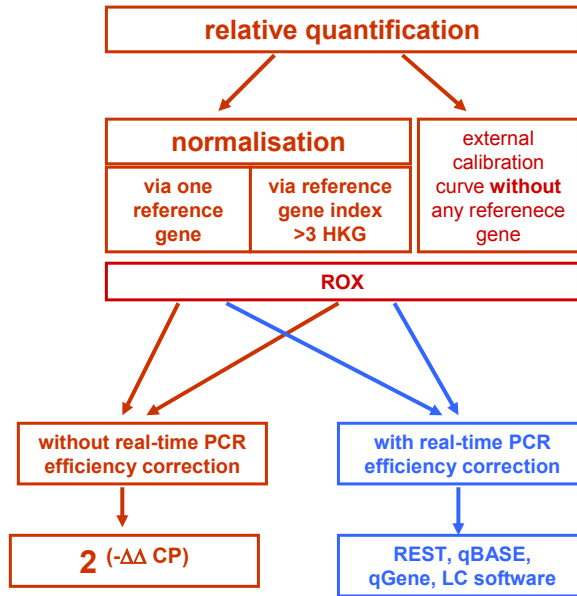 relative quantification
normalisation
via one
reference
gene
via reference
gene index
>3 HKG
external
calibration
curve without
any referenece
gene
ROX
without real-time PCR
efficiency correction
with real-time PCR
efficiency correction
2 (-ΔΔ CP)
REST, qBASE,
qGene, LC software